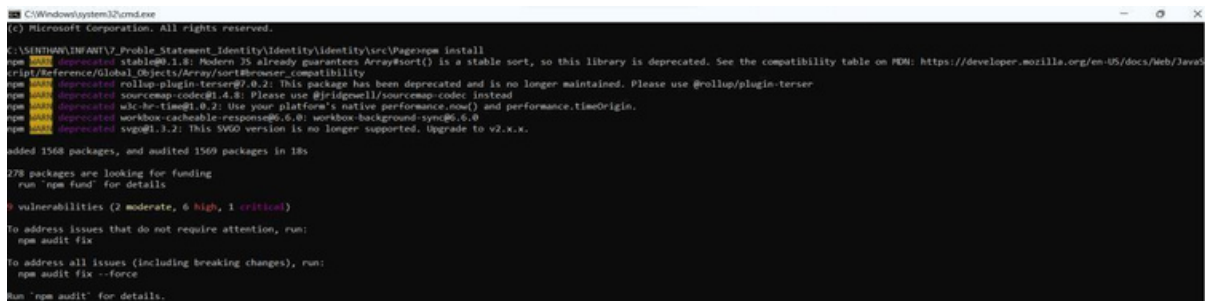 C:\Windows\system32\cmd.exe
(c) Microsoft Corporation. All rights reserved.
C:\SENTHAN\INFANT\7_Proble_Statement_Identity\Identity\identity\src\Page>npm install
npm WARN deprecated stable@0.1.8: Modern JS already guarantees Array#sort() is a stable sort, so this library is deprecated. See the compatibility table on MDN: https://developer.mozilla.org/en-US/docs/Web/JavaS
cript/Reference/Global_Objects/Array/sort#browser_compatibility
npm WARN deprecated rollup-plugin-terser@7.0.2: This package has been deprecated and is no longer maintained. Please use @rollup/plugin-terser
npm WARN deprecated sourcemap-codec@1.4.8: Please use @jridgewell/sourcemap-codec instead
npm WARN deprecated w3c-hr-time@1.0.2: Use your platform's native performance.now() and performance.timeOrigin.
npm WARN deprecated workbox-cacheable-response@6.6.0: workbox-background-sync@6.6.0
npm WARN deprecated svgo@1.3.2: This SVGO version is no longer supported. Upgrade to v2.x.x.
added 1568 packages, and audited 1569 packages in 18s
278 packages are looking for funding
run `npm fund` for details
9 vulnerabilities (2 moderate, 6 high, 1 critical)
To address issues that do not require attention, run:
npm audit fix
To address all issues (including breaking changes), run:
npm audit fix --force
Run `npm audit` for details.